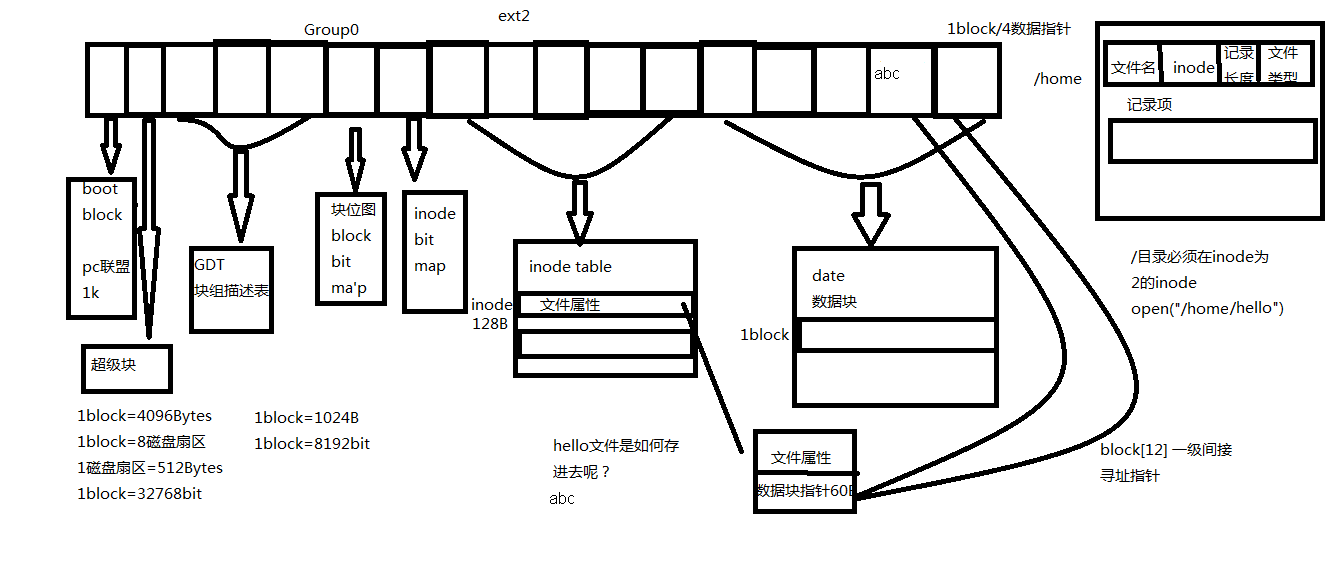 ext2
Group0
1block/4数据指针
abc
/home
文件名
inode
记录
长度
文件
类型
记录项
boot
block
pc联盟
1k
超级块
GDT
块组描述表
块位图
block
bit
ma'p
inode
bit
map
inode table
文件属性
inode
128B
date
数据块
1block
/目录必须在inode为
2的inode
open("/home/hello")
1block=4096Bytes
1block=8磁盘扇区
1磁盘扇区=512Bytes
1block=32768bit
1block=1024B
1block=8192bit
hello文件是如何存
进去呢？
abc
文件属性
数据块指针60B
block[12] 一级间接
寻址指针